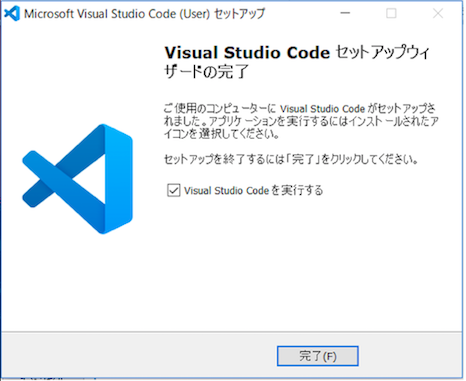 Microsoft Visual Studio Code (User) セットアップ
Visual Studio Code セットアップウィ
ザードの完了
ご使用のコンピューターに Visual Studio Code がセットアップさ
れました。アプリケーションを実行するにはインストールされたア
イコンを選択してください。
セットアップを終了するには「完了」をクリックしてください。
Visual Studio Code を実行する
完了(F)